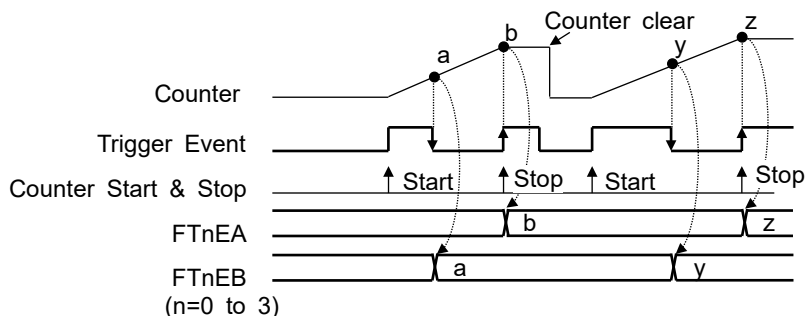 Counter clear
a
b
y
z
Counter
Trigger Event
Counter Start & Stop
Start
Stop
Start
Stop
FTnEA
b
z
FTnEB
a
y
(n=0 to 3)